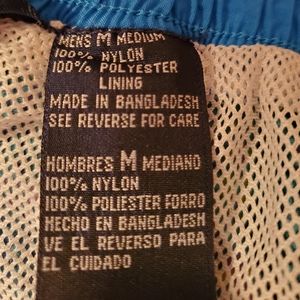 MENS M MEDIUM
100% NYLON
100% POLYESTER
LINING
MADE IN BANGLADESH
SEE REVERSE FOR CARE
HOMBRES M MEDIANO
100% NYLON
100% POLIESTER FORRO
HECHO EN BANGLADESH
VE EL REVERSO PARA
EL CUIDADO